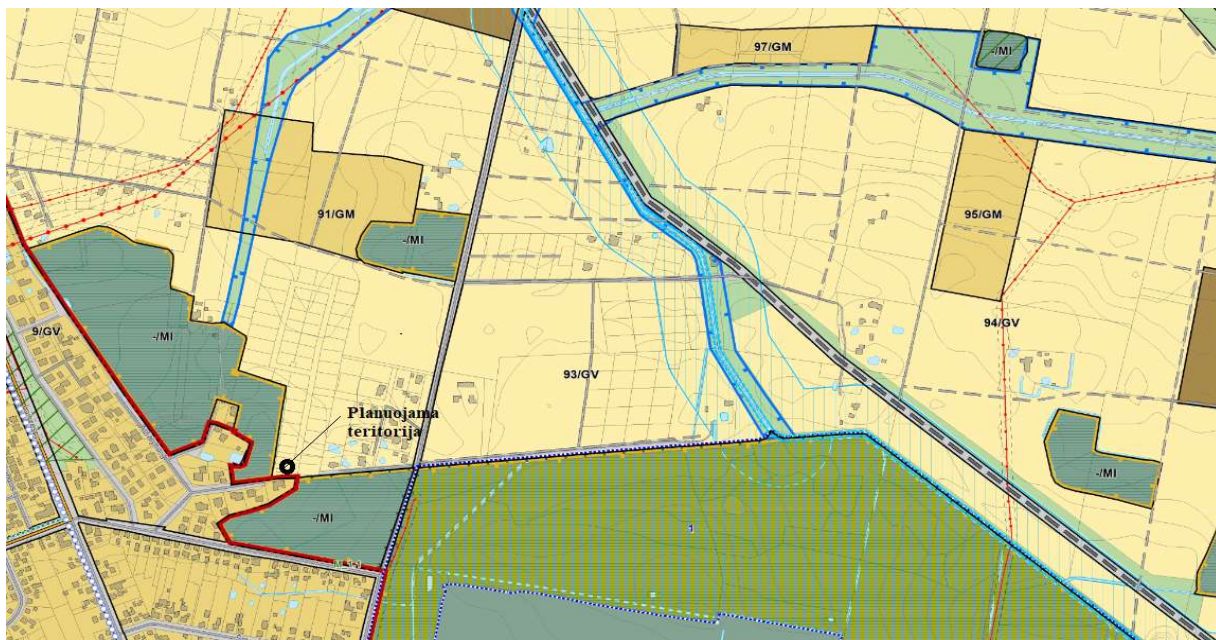 97/GM
-/MI
91/GM
-/MI
95/GM
9/GV
-/MI
94/GV
93/GV
Planuojama
teritorija
-/MI
-/MI
1